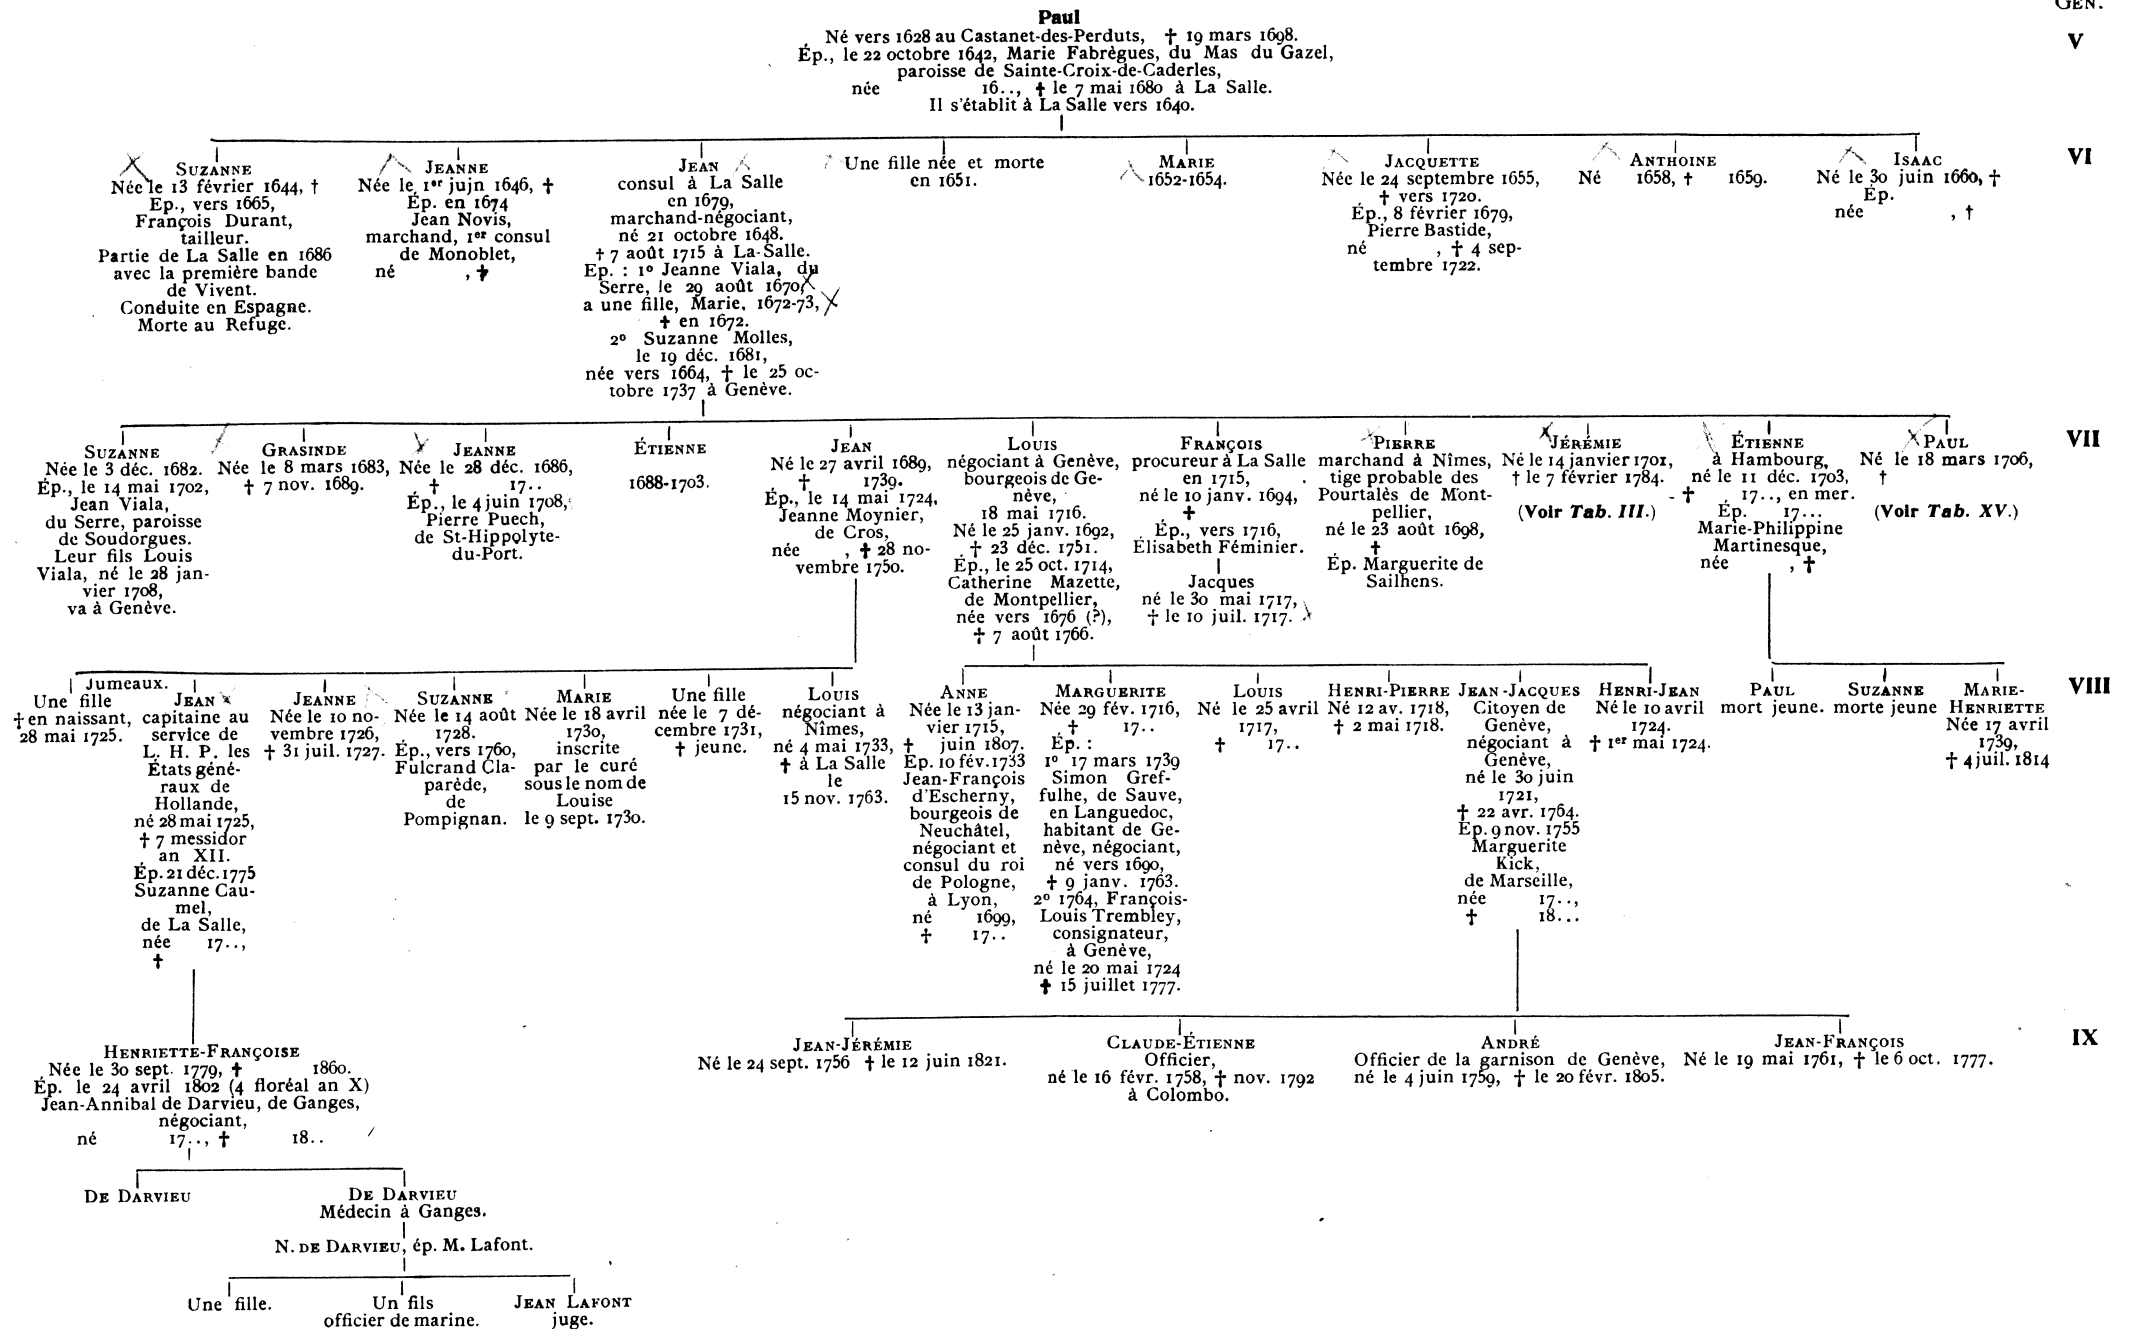 GÉN.
Paul
Né vers 1628 au Castanet-des-Perduts, † 19 mars 1698.
Ép., le 22 octobre 1642, Marie Fabrègues, du Mas du Gazel,
paroisse de Sainte-Croix-de-Caderles,
née 16.., † le 7 mai 1680 à La Salle.
Il s'établit à La Salle vers 1640.
V
SUZANNE
Née le 13 février 1644, †
Ép., vers 1665,
François Durant,
tailleur.
Partie de La Salle en 1686
avec la première bande
de Vivent.
Conduite en Espagne.
Morte au Refuge.
JEANNE
Née le 1er juin 1646, †
Ép. en 1674
Jean Novis,
marchand, 1er consul
de Monoblet,
né , †
JEAN
consul à La Salle
en 1679,
marchand-négociant,
né 21 octobre 1648.
† 7 août 1715 à La-Salle.
Ep. : 1º Jeanne Viala, du
Serre, le 29 août 1670,
a une fille, Marie, 1672-73,
† en 1672.
2º Suzanne Molles,
le 19 déc. 1681,
née vers 1664, † le 25 oc-
tobre 1737 à Genève.
Une fille née et morte
en 1651.
MARIE
1652-1654.
JACQUETTE
Née le 24 septembre 1655,
† vers 1720.
Ép., 8 février 1679,
Pierre Bastide,
né , † 4 sep-
tembre 1722.
ANTHOINE
Né 1658, † 1659.
ISAAC
Né le 30 juin 1660, †
Ép.
née , †
VI
SUZANNE
Née le 3 déc. 1682.
Ép., le 14 mai 1702,
Jean Viala,
du Serre, paroisse
de Soudorgues.
Leur fils Louis
Viala, né le 28 jan-
vier 1708,
va à Genève.
GRASINDE
Née le 8 mars 1683,
† 7 nov. 1689.
JEANNE
Née le 28 déc. 1686,
† 17..
Ép., le 4 juin 1708,
Pierre Puech,
de St-Hippolyte-
du-Port.
ÉTIENNE
1688-1703.
JEAN
Né le 27 avril 1689,
† 1739.
Ép., le 14 mai 1724,
Jeanne Moynier,
de Cros,
née , † 28 no-
vembre 1750.
LOUIS
négociant à Genève,
bourgeois de Ge-
nève,
18 mai 1716.
Né le 25 janv. 1692,
† 23 déc. 1751.
Ép., le 25 oct. 1714,
Catherine Mazette,
de Montpellier,
née vers 1676 (?),
† 7 août 1766.
FRANÇOIS
procureur à La Salle
en 1715,
né le 10 janv. 1694,
†
Ép., vers 1716,
Élisabeth Féminier.
Jacques
né le 30 mai 1717,
† le 10 juil. 1717.
PIERRE
marchand à Nîmes,
tige probable des
Pourtalès de Mont-
pellier,
né le 23 août 1698,
†
Ép. Marguerite de
Sailhens.
JÉRÉMIE
Né le 14 janvier 1701,
† le 7 février 1784.
(Voir Tab. III.)
ÉTIENNE
à Hambourg,
né le 11 déc. 1703,
† 17.., en mer.
Ép. 17...
Marie-Philippine
Martinesque,
née , †
PAUL
Né le 18 mars 1706,
†
(Voir Tab. XV.)
VII
Jumeaux.
Une fille
† en naissant,
28 mai 1725.
JEAN
capitaine au
service de
L. H. P. les
États géné-
raux de
Hollande,
né 28 mai 1725,
† 7 messidor
an XII.
Ép. 21 déc. 1775
Suzanne Cau-
mel,
de La Salle,
née 17..,
†
JEANNE
Née le 10 no-
vembre 1726,
† 31 juil. 1727.
SUZANNE
Née le 14 août
1728.
Ép., vers 1760,
Fulcrand Cla-
parède,
de
Pompignan.
MARIE
Née le 18 avril
1730,
inscrite
par le curé
sous le nom de
Louise
le 9 sept. 1730.
Une fille
née le 7 dé-
cembre 1731,
† jeune.
LOUIS
négociant à
Nîmes,
né 4 mai 1733,
† à La Salle
le
15 nov. 1763.
ANNE
Née le 13 jan-
vier 1715,
† juin 1807.
Ep. 10 fév. 1733
Jean-François
d'Escherny,
bourgeois de
Neuchâtel,
négociant et
consul du roi
de Pologne,
à Lyon,
né 1699,
† 17..
MARGUERITE
Née 29 fév. 1716,
† 17..
Ép. :
1º 17 mars 1739
Simon Gref-
fulhe, de Sauve,
en Languedoc,
habitant de Ge-
nève, négociant,
né vers 1690,
† 9 janv. 1763.
2º 1764, François-
Louis Trembley,
consignateur,
à Genève,
né le 20 mai 1724
† 15 juillet 1777.
LOUIS
Né le 25 avril
1717,
† 17..
HENRI-PIERRE
Né 12 av. 1718,
† 2 mai 1718.
JEAN-JACQUES
Citoyen de
Genève,
négociant à
Genève,
né le 30 juin
1721,
† 22 avr. 1764.
Ep. 9 nov. 1755
Marguerite
Kick,
de Marseille,
née 17..,
† 18...
HENRI-JEAN
Né le 10 avril
1724.
† 1er mai 1724.
PAUL
mort jeune.
SUZANNE
morte jeune
MARIE-
HENRIETTE
Née 17 avril
1739,
† 4 juil. 1814
VIII
HENRIETTE-FRANÇOISE
Née le 30 sept. 1779, † 1860.
Ép. le 24 avril 1802 (4 floréal an X)
Jean-Annibal de Darvieu, de Ganges,
négociant,
né 17.., † 18..
JEAN-JÉRÉMIE
Né le 24 sept. 1756 † le 12 juin 1821.
CLAUDE-ÉTIENNE
Officier,
né le 16 févr. 1758, † nov. 1792
à Colombo.
ANDRÉ
Officier de la garnison de Genève,
né le 4 juin 1759, † le 20 févr. 1805.
JEAN-FRANÇOIS
Né le 19 mai 1761, † le 6 oct. 1777.
IX
DE DARVIEU
DE DARVIEU
Médecin à Ganges.
N. DE DARVIEU, ép. M. Lafont.
Une fille.
Un fils
officier de marine.
JEAN LAFONT
juge.